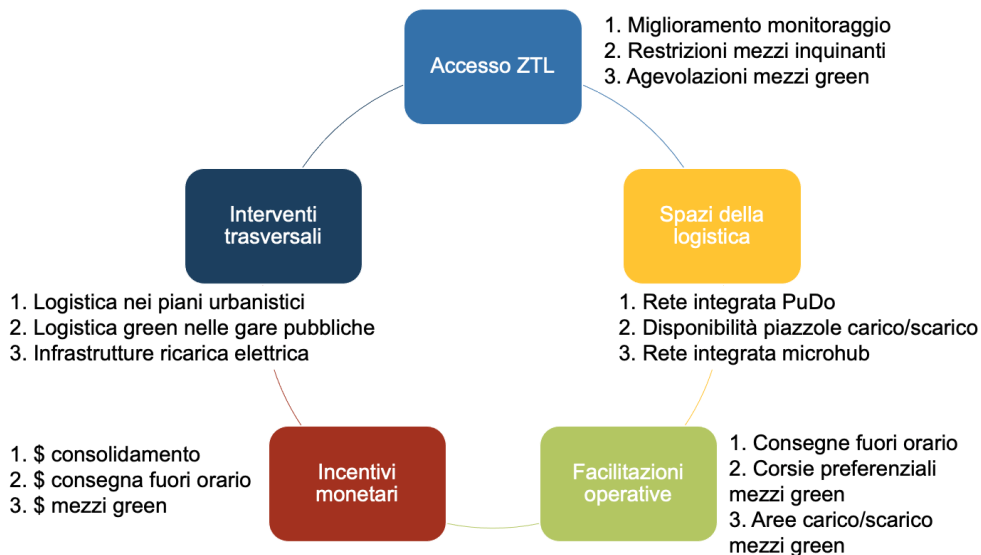 Accesso ZTL
1. Miglioramento monitoraggio
2. Restrizioni mezzi inquinanti
3. Agevolazioni mezzi green
Interventi
trasversali
1. Logistica nei piani urbanistici
2. Logistica green nelle gare pubbliche
3. Infrastrutture ricarica elettrica
Spazi della
logistica
1. Rete integrata PuDo
2. Disponibilità piazzole carico/scarico
3. Rete integrata microhub
1. $ consolidamento
2. $ consegna fuori orario
3. $ mezzi green
Incentivi
monetari
Facilitazioni
operative
1. Consegne fuori orario
2. Corsie preferenziali
mezzi green
3. Aree carico/scarico
mezzi green